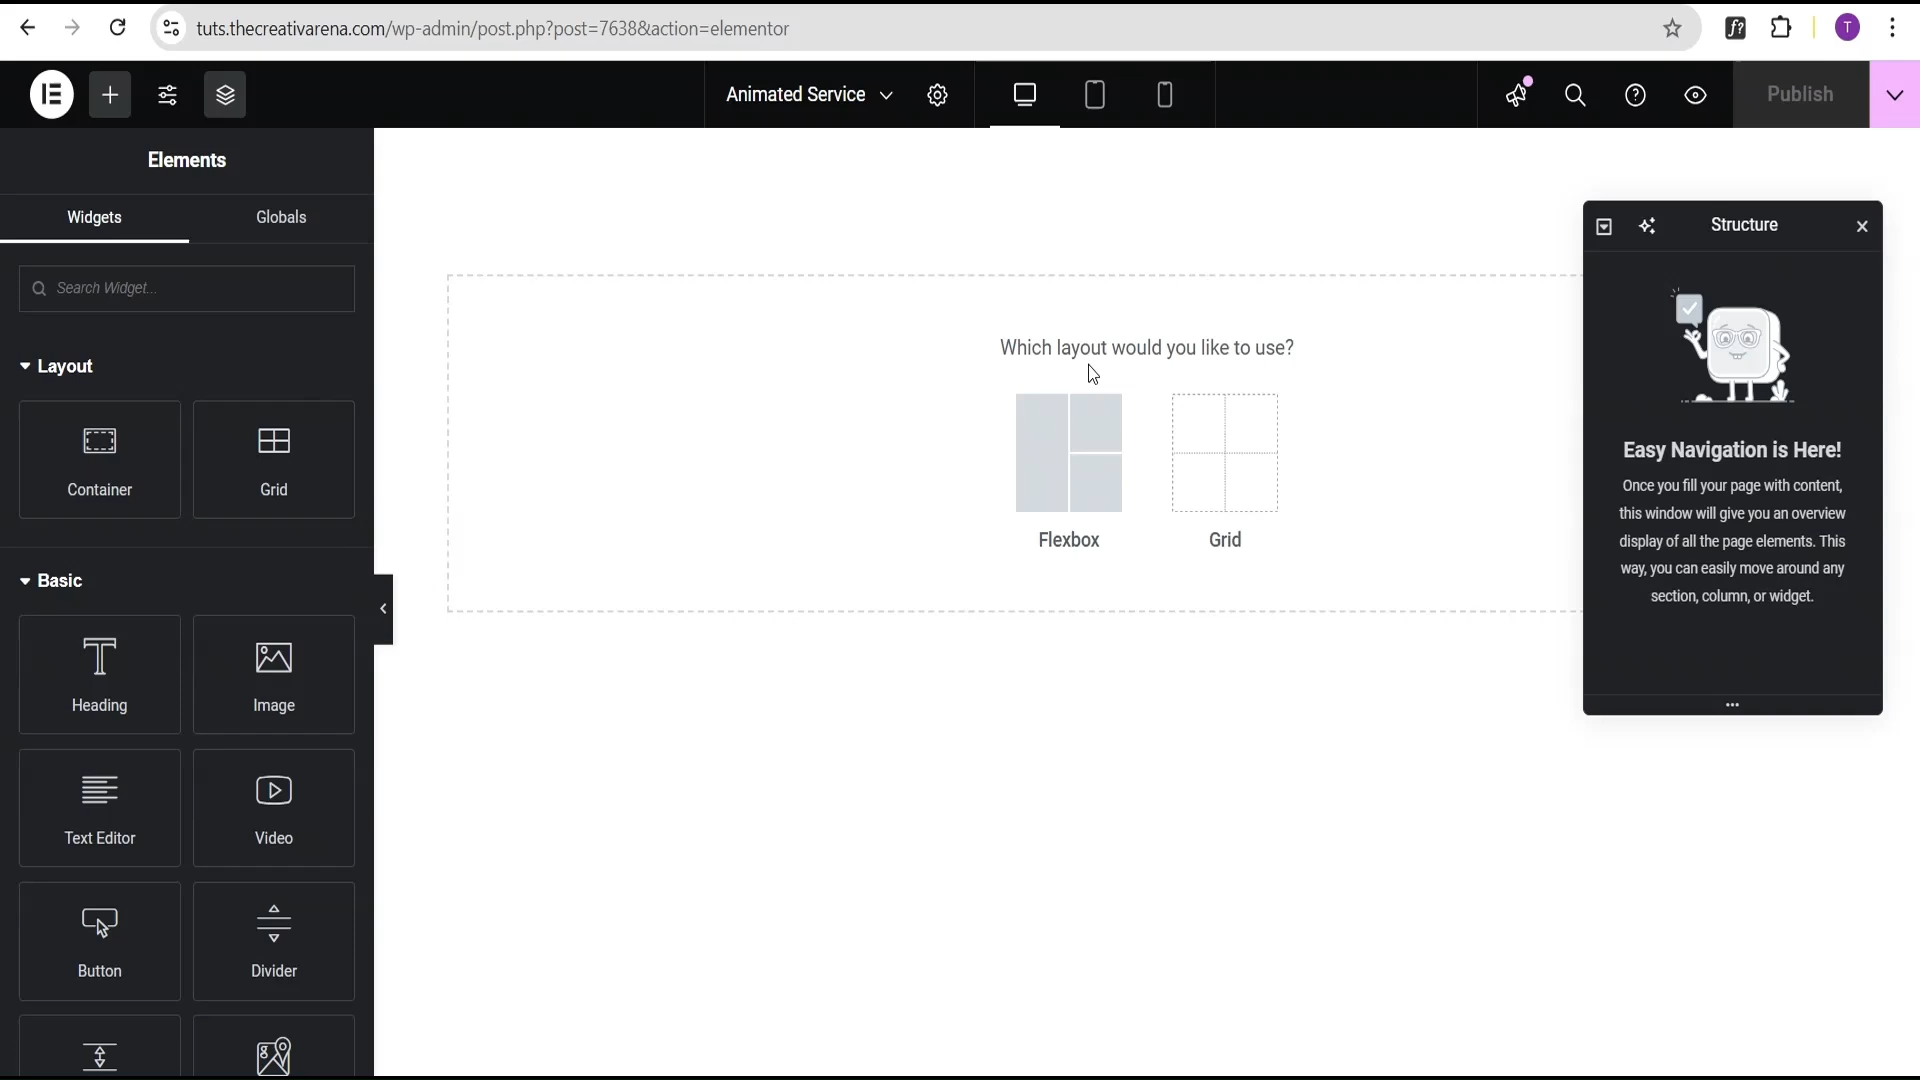 tuts.thecreativarena.com/wp-admin/post.php?post=7638&action=elementor
T
Animated Service
Publish
Elements
Widgets
Globals
Search Widget...
Layout
Container
Grid
Basic
Heading
Image
Text Editor
Video
Button
Divider
Which layout would you like to use?
Flexbox
Grid
Structure
Easy Navigation is Here!
Once you fill your page with content,
this window will give you an overview
display of all the page elements. This
way, you can easily move around any
section, column, or widget.